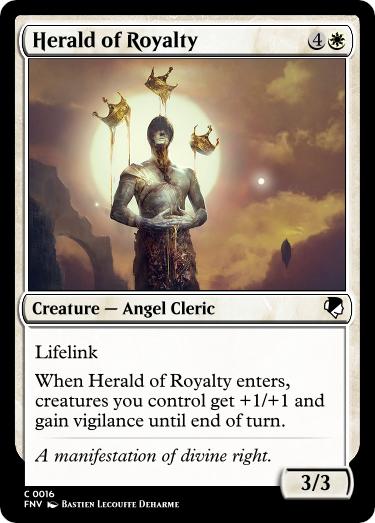 Herald of Royalty 4
Creature — Angel Cleric
Lifelink
When Herald of Royalty enters,
creatures you control get +1/+1 and
gain vigilance until end of turn.
A manifestation of divine right.
3/3
C 0016
FNV Bastien Lecouffe Deharme